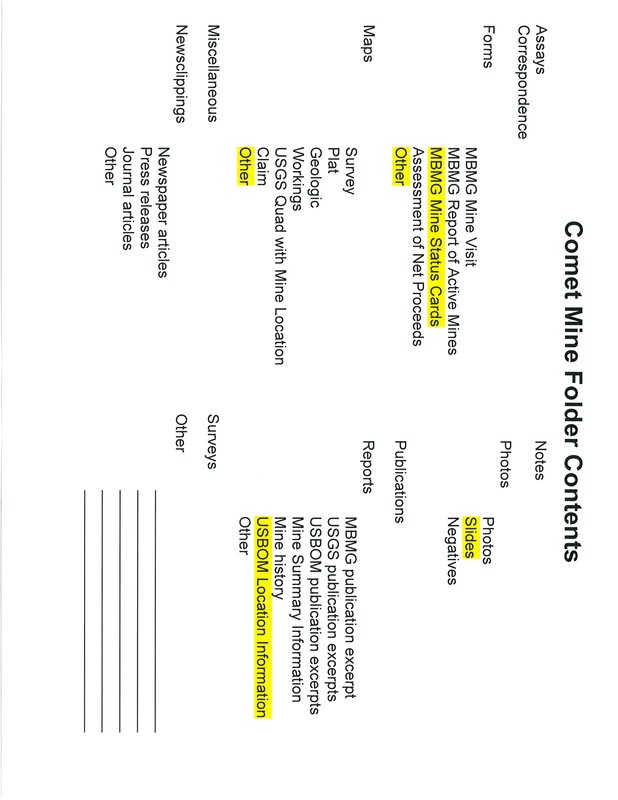 Comet Mine Folder Contents
Assays
Correspondence
Forms
MBMG Mine Visit
MBMG Report of Active Mines
MBMG Mine Status Cards
Assessment of Net Proceeds
Other
Maps
Survey
Plat
Geologic
Workings
USGS Quad with Mine Location
Claim
Other
Miscellaneous
Newsclippings
Newspaper articles
Press releases
Journal articles
Other
Notes
Photos
Photos
Slides
Negatives
Publications
Reports
MBMG publication excerpt
USGS publication excerpts
USBOM publication excerpts
Mine Summary Information
Mine history
USBOM Location Information
Other
Surveys
Other